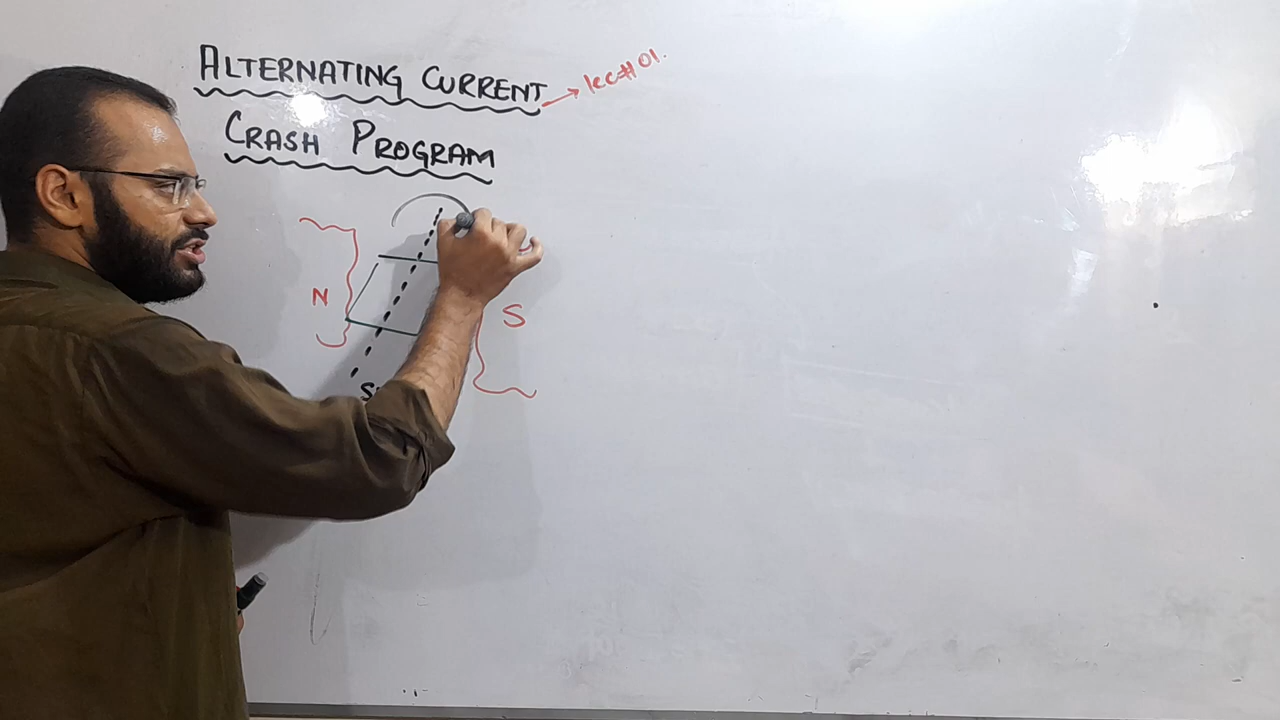 ALTERNATING CURRENT → lec# 01.
CRASH PROGRAM
N
S